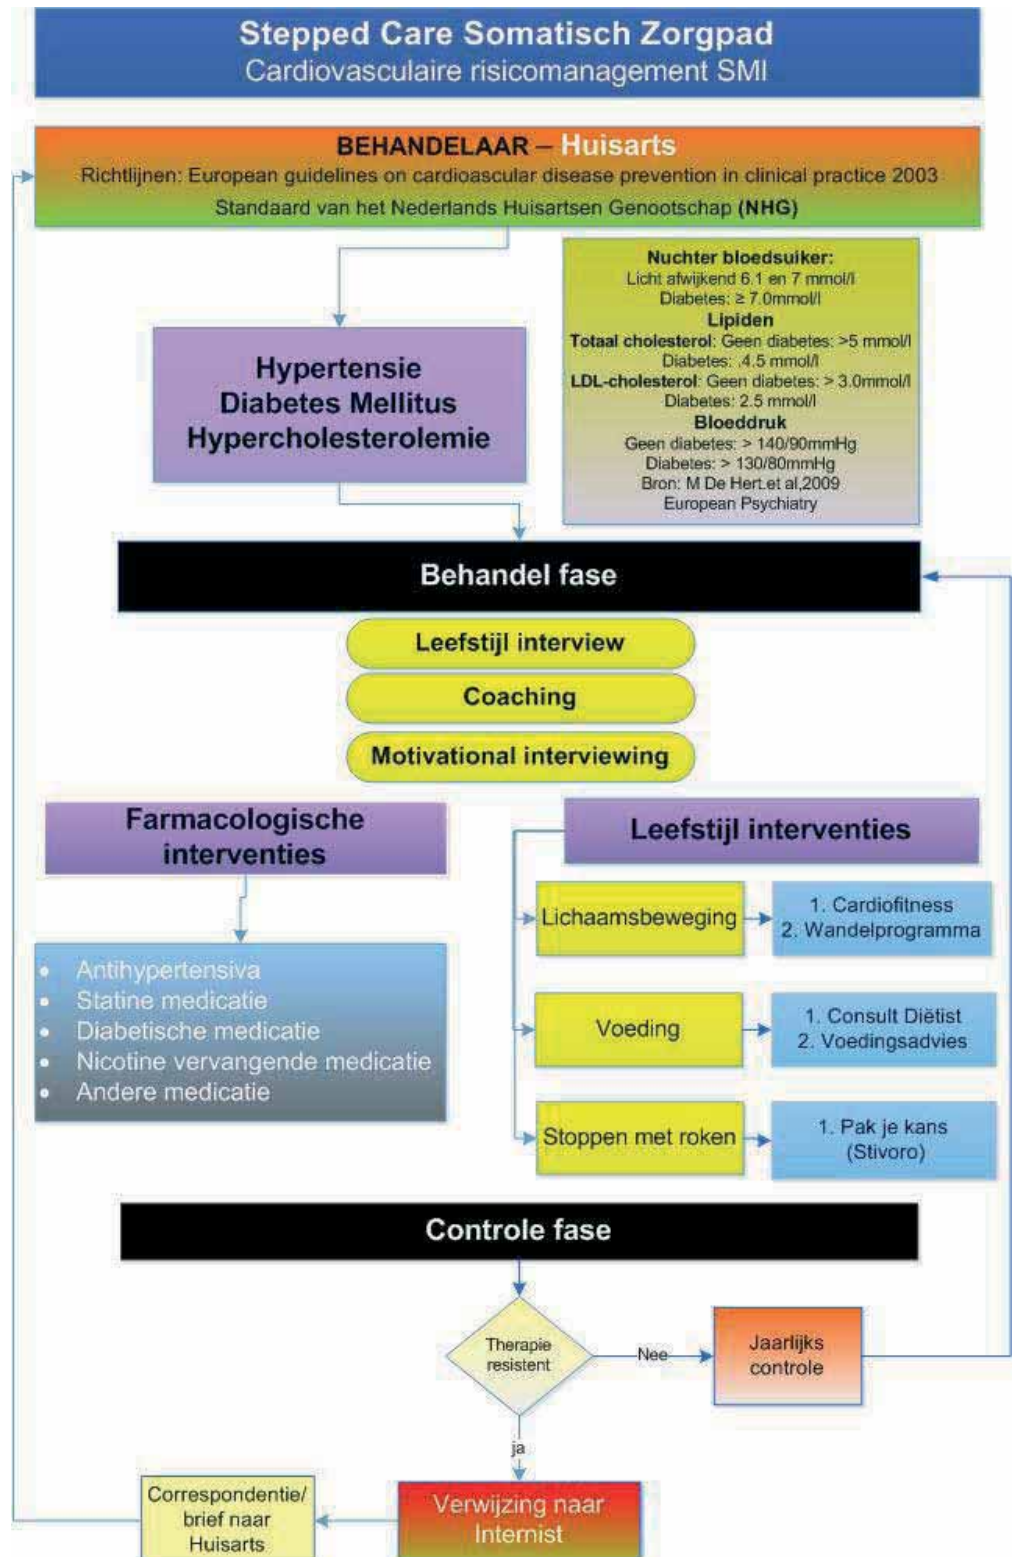 Stepped Care Somatisch Zorgpad
Cardiovasculaire risicomanagement SMI
BEHANDELAAR – Huisarts
Richtlijnen: European guidelines on cardioascular disease prevention in clinical practice 2003
Standaard van het Nederlands Huisartsen Genootschap (NHG)
Nuchter bloedsuiker:
Licht afwijkend 6.1 en 7 mmol/l
Diabetes: ≥ 7.0mmol/l
Lipiden
Totaal cholesterol: Geen diabetes: >5 mmol/l
Diabetes: .4.5 mmol/l
LDL-cholesterol: Geen diabetes: > 3.0mmol/l
Diabetes: 2.5 mmol/l
Bloeddruk
Geen diabetes: > 140/90mmHg
Diabetes: > 130/80mmHg
Bron: M De Hert.et al,2009
European Psychiatry
Hypertensie
Diabetes Mellitus
Hypercholesterolemie
Behandel fase
Leefstijl interview
Coaching
Motivational interviewing
Farmacologische
interventies
• Antihypertensiva
• Statine medicatie
• Diabetische medicatie
• Nicotine vervangende medicatie
• Andere medicatie
Leefstijl interventies
Lichaamsbeweging
1. Cardiofitness
2. Wandelprogramma
Voeding
1. Consult Diëtist
2. Voedingsadvies
Stoppen met roken
1. Pak je kans
(Stivoro)
Controle fase
Therapie
resistent
Nee
Jaarlijks
controle
ja
Verwijzing naar
Internist
Correspondentie/
brief naar
Huisarts